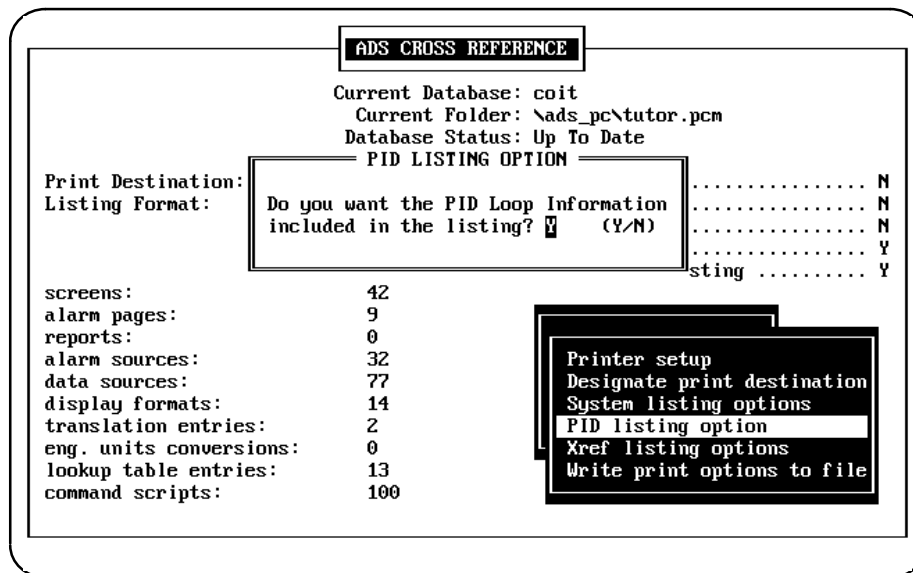 ADS CROSS REFERENCE
Current Database: coit
Current Folder: \ads_pc\tutor.pcm
Database Status: Up To Date
PID LISTING OPTION
Print Destination: ................ N
Listing Format: Do you want the PID Loop Information ................ N
included in the listing? Y (Y/N) ................ N
................ Y
sting .......... Y
screens: 42
alarm pages: 9
reports: 0
alarm sources: 32
data sources: 77
display formats: 14
translation entries: 2
eng. units conversions: 0
lookup table entries: 13
command scripts: 100
Printer setup
Designate print destination
System listing options
PID listing option
Xref listing options
Write print options to file